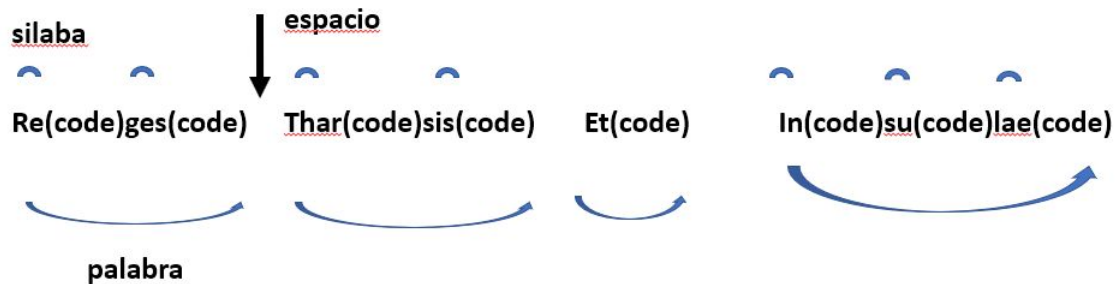 silaba espacio
Re(code)ges(code) Thar(code)sis(code) Et(code) In(code)su(code)lae(code)
palabra